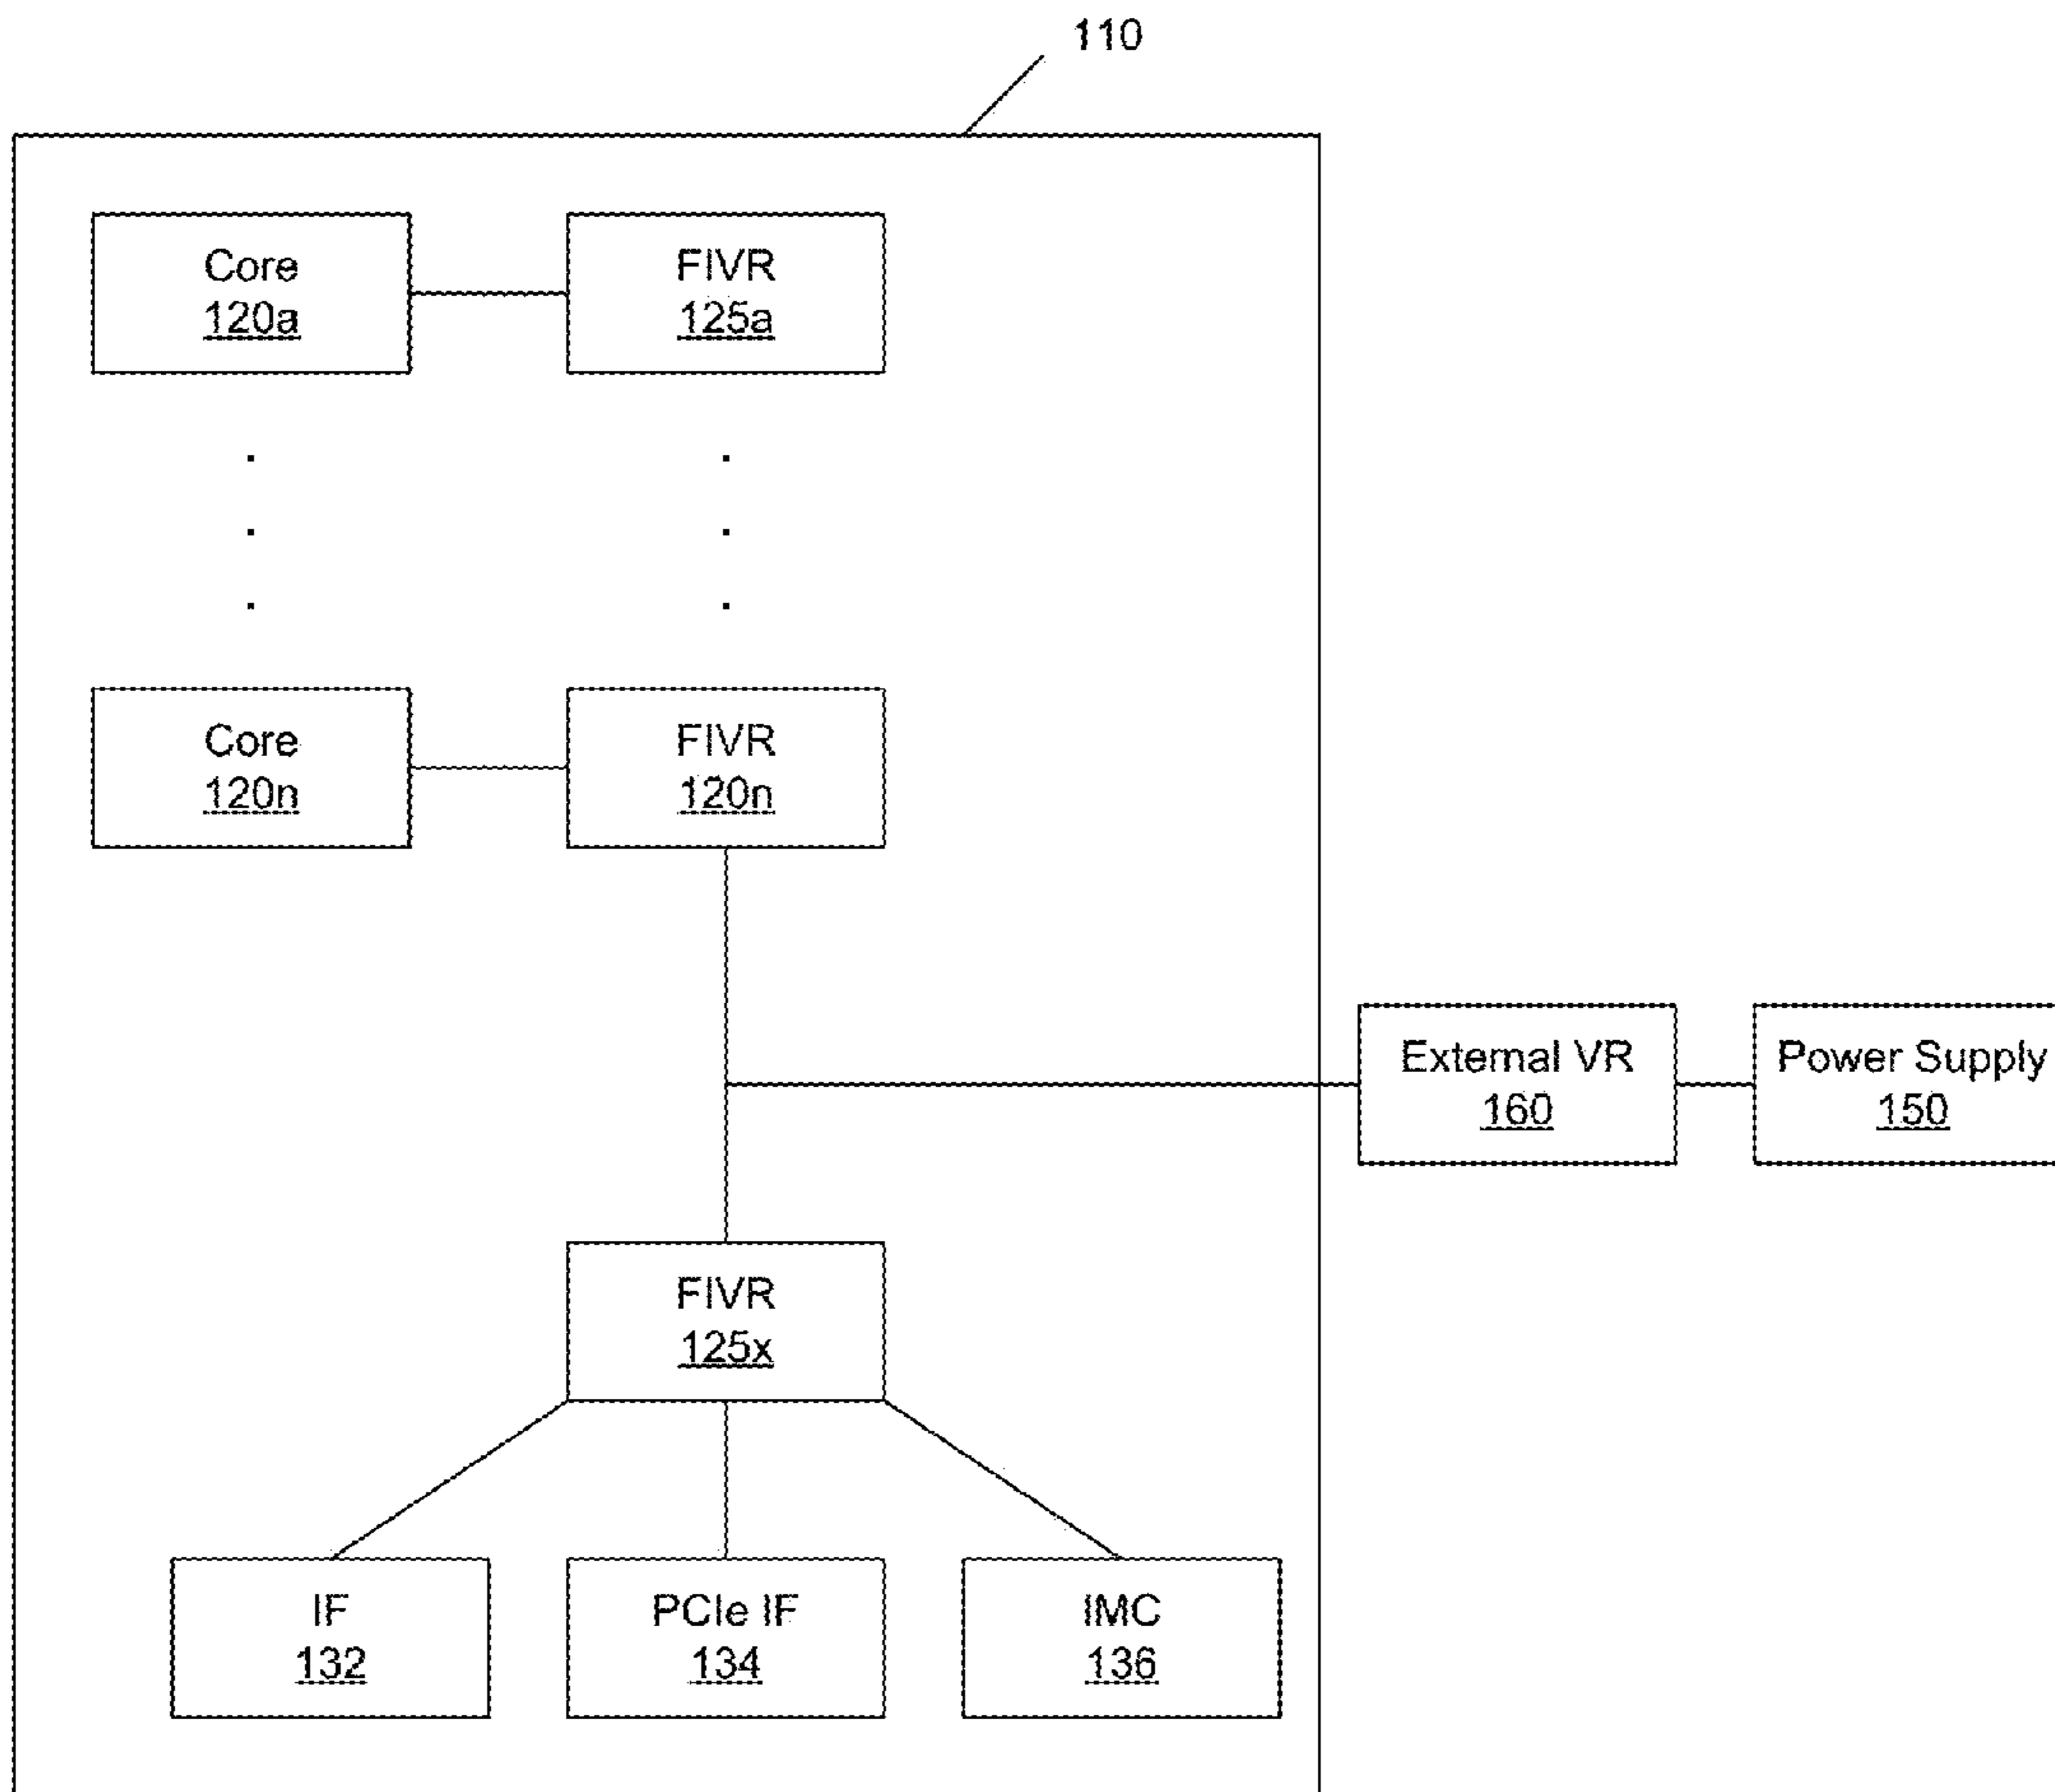 110
Core
120a
FIVR
125a
Core
120n
FIVR
120n
External VR
160
Power Supply
150
FIVR
125x
IF
132
PCIe IF
134
IMC
136